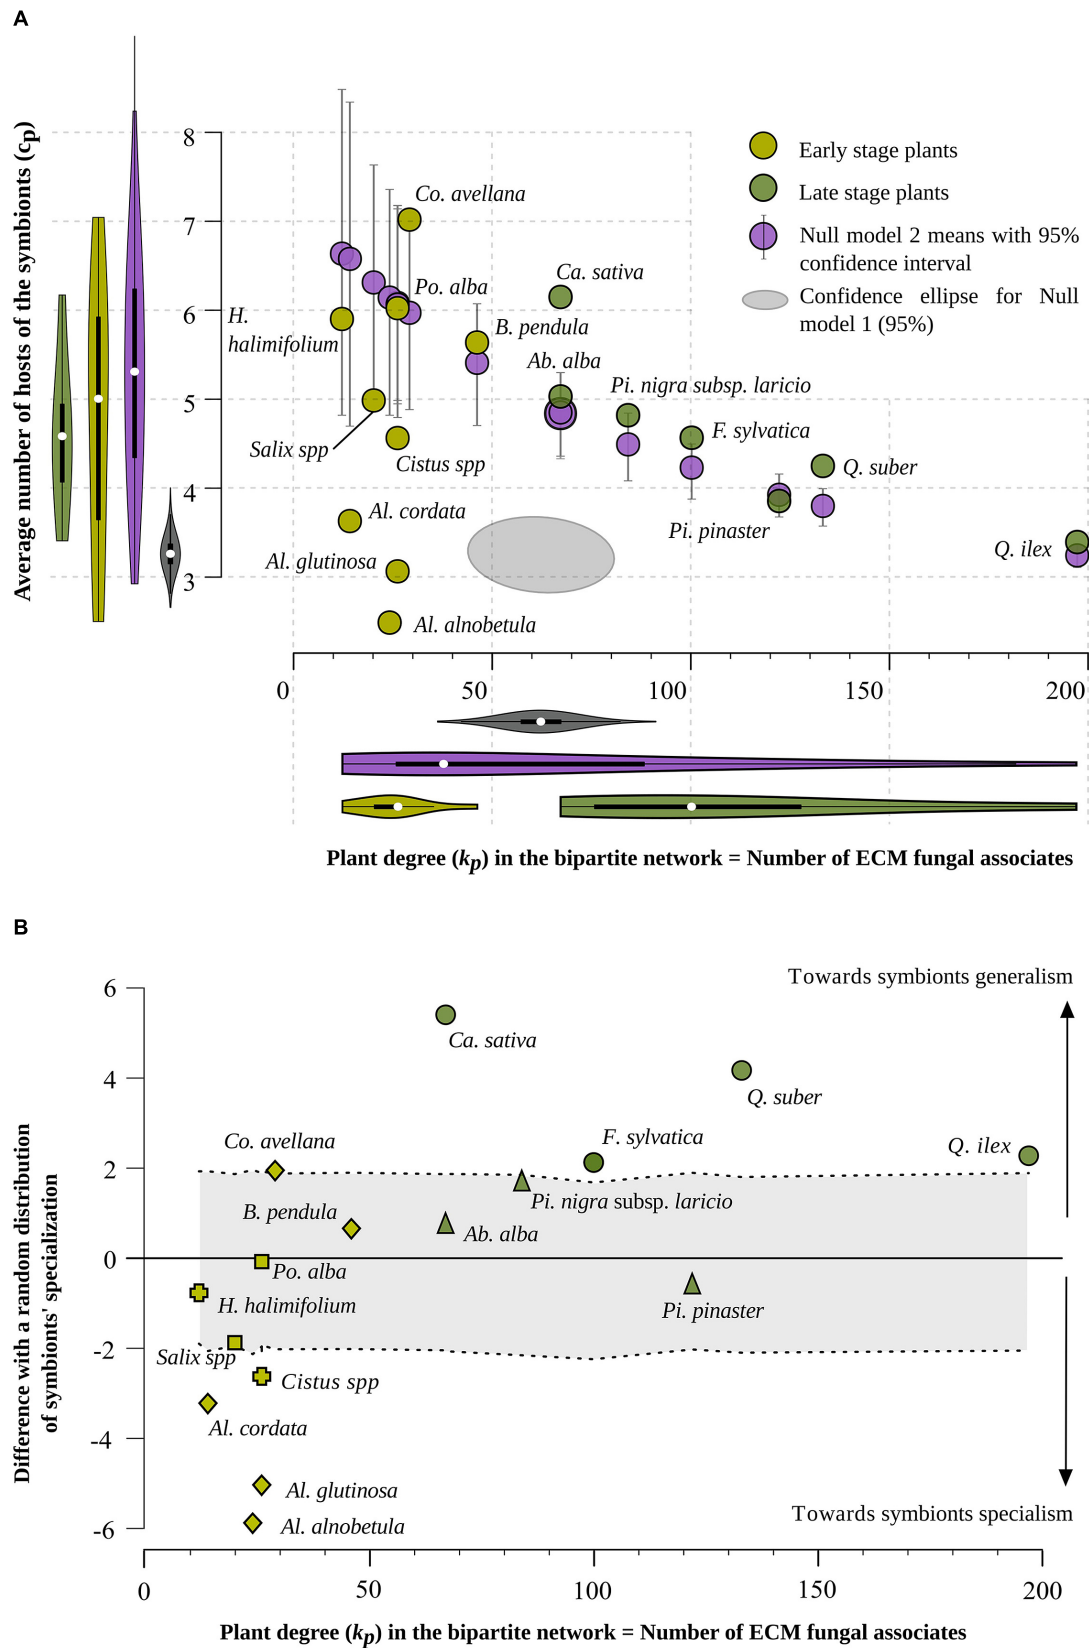 A
Average number of hosts of the symbionts (cp)
8
7
6
5
4
3
Co. avellana
Early stage plants
Late stage plants
Null model 2 means with 95%
confidence interval
Confidence ellipse for Null
model 1 (95%)
Ca. sativa
Po. alba
H.
halimifolium
B. pendula
Ab. alba
Pi. nigra subsp. laricio
F. sylvatica
Salix spp
Cistus spp
Q. suber
Al. cordata
Pi. pinaster
Q. ilex
Al. glutinosa
Al. alnobetula
0 50 100 150 200
Plant degree (kp) in the bipartite network = Number of ECM fungal associates
B
Difference with a random distribution
of symbionts' specialization
6
4
2
0
-2
-4
-6
Towards symbionts generalism
Ca. sativa
Q. suber
Co. avellana
F. sylvatica
Q. ilex
B. pendula
Pi. nigra subsp. laricio
Ab. alba
Po. alba
H. halimifolium
Pi. pinaster
Salix spp
Cistus spp
Al. cordata
Al. glutinosa
Towards symbionts specialism
Al. alnobetula
0 50 100 150 200
Plant degree (kp) in the bipartite network = Number of ECM fungal associates